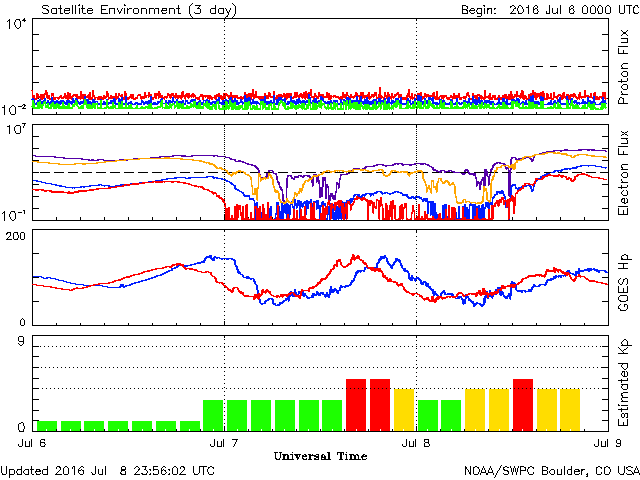 Satellite Environment (3 day)
Begin: 2016 Jul 6 0000 UTC
10⁴
10⁻²
Proton Flux
10⁷
10⁻¹
Electron Flux
200
0
GOES Hp
9
0
Estimated Kp
Jul 6
Jul 7
Jul 8
Jul 9
Universal Time
Updated 2016 Jul 8 23:56:02 UTC
NOAA/SWPC Boulder, CO USA